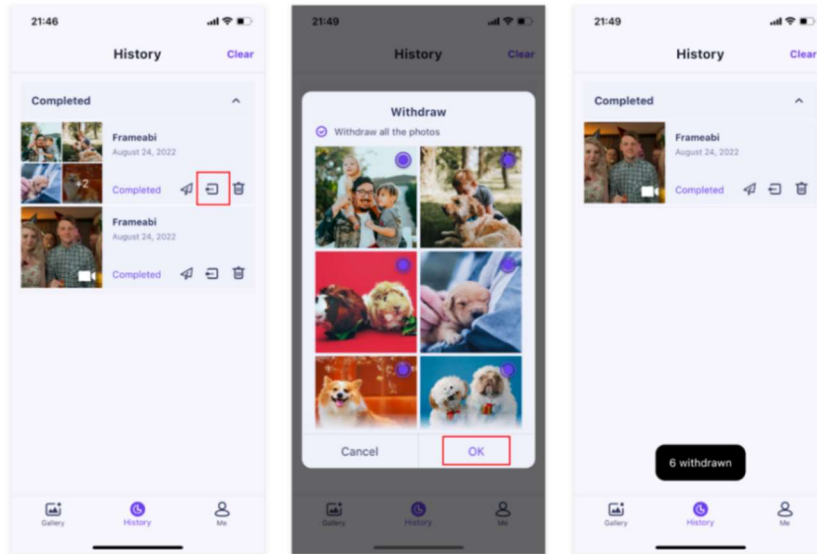 21:46
History
Clear
Completed
Frameabi
August 24, 2022
+2
Completed
Frameabi
August 24, 2022
Completed
Gallery
History
Me
21:49
History
Clear
Withdraw
Withdraw all the photos
Cancel
OK
Gallery
History
Me
21:49
History
Clear
Completed
Frameabi
August 24, 2022
Completed
6 withdrawn
Gallery
History
Me